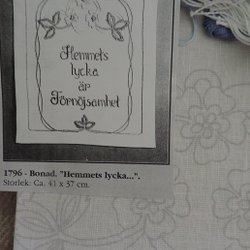 Hemmets
lycka
är
Förnöjsamhet
1796 - Bonad. "Hemmets lycka...".
Storlek: Ca. 41 x 37 cm.